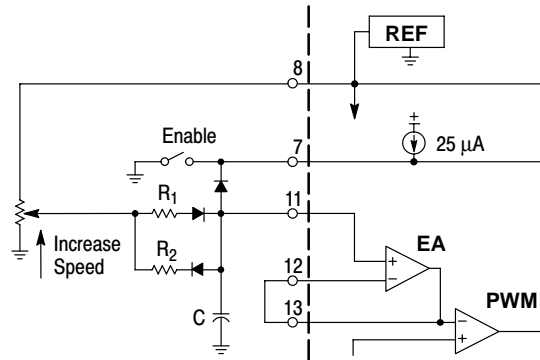 REF
8
Enable
7
25 μA
R1
11
Increase
Speed
EA
+
−
R2
12
13
PWM
−
+
C